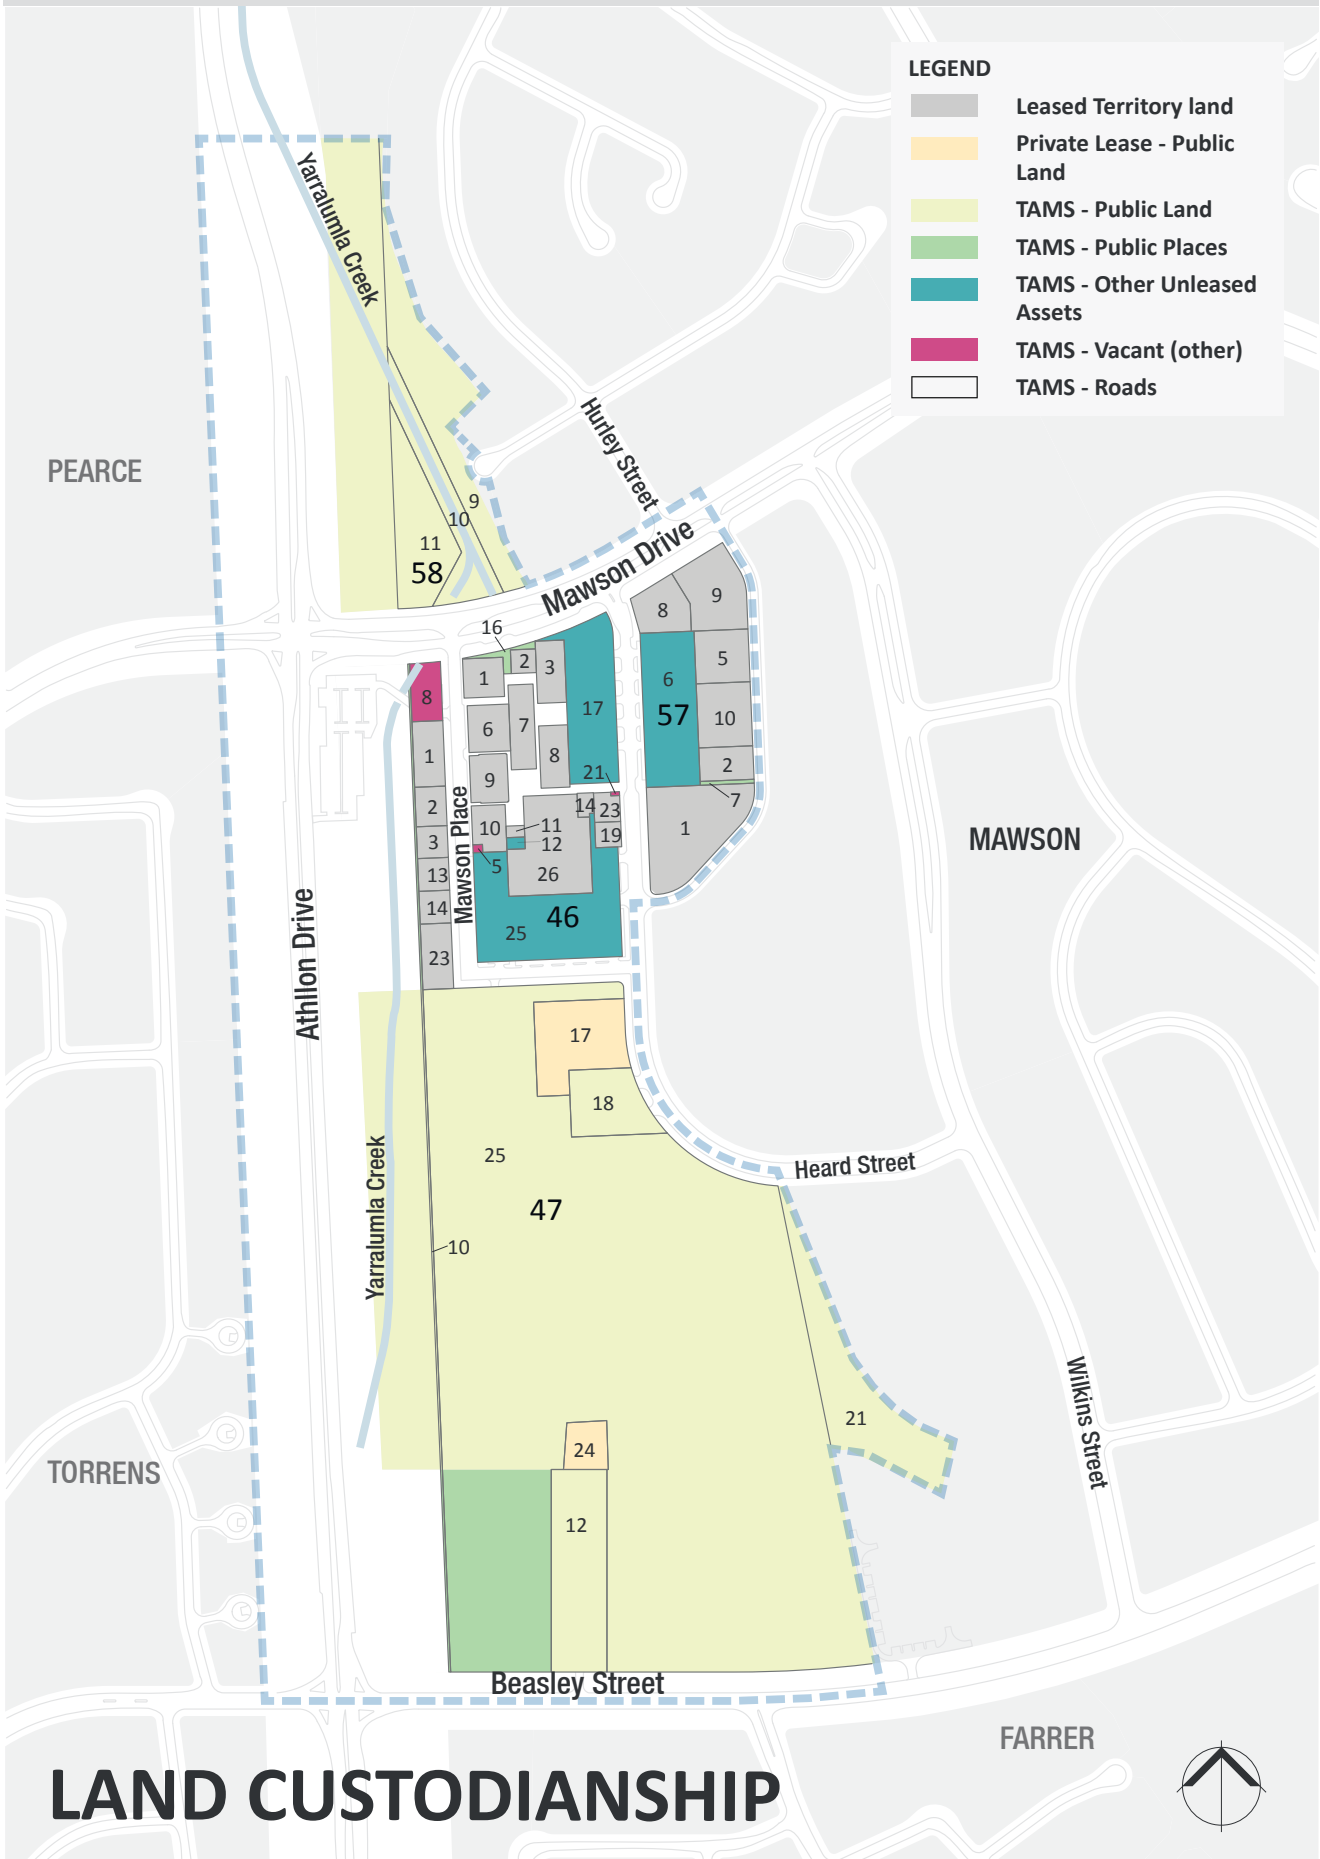 LEGEND
Leased Territory land
Private Lease - Public
Land
TAMS - Public Land
TAMS - Public Places
TAMS - Other Unleased
Assets
TAMS - Vacant (other)
TAMS - Roads
Yarralumla Creek
PEARCE
Hurley Street
9
10
11
58
Mawson Drive
16
1
2
3
17
6
7
8
9
21
14
23
19
10
11
12
5
26
46
25
8
9
6
5
57
10
2
7
1
8
1
2
3
13
14
23
Mawson Place
MAWSON
Athllon Drive
17
18
25
47
10
Yarralumla Creek
Heard Street
21
Wilkins Street
24
12
TORRENS
Beasley Street
FARRER
LAND CUSTODIANSHIP